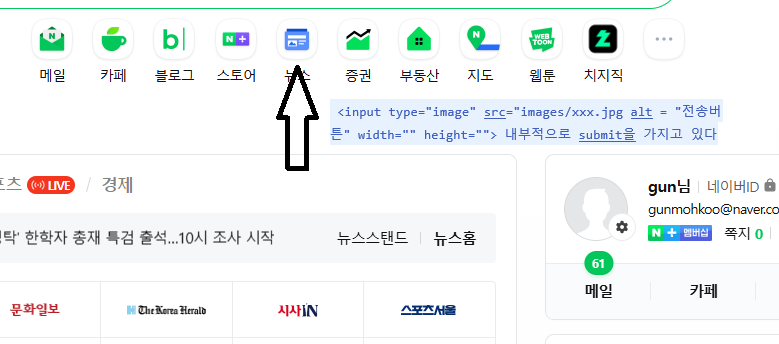 메일 카페 블로그 스토어 뉴스 증권 부동산 지도 웹툰 치지직
<input type="image" src="images/xxx.jpg alt = "전송버
튼" width="" height=""> 내부적으로 submit을 가지고 있다
LIVE / 경제
gun님 네이버ID
gunmohkoo@naver.co
N + 멤버십 쪽지 0
한학자 총재 특검 출석...10시 조사 시작 뉴스스탠드 뉴스홈
61
메일 카페
문화일보 The Korea Herald 시사IN 스포츠서울